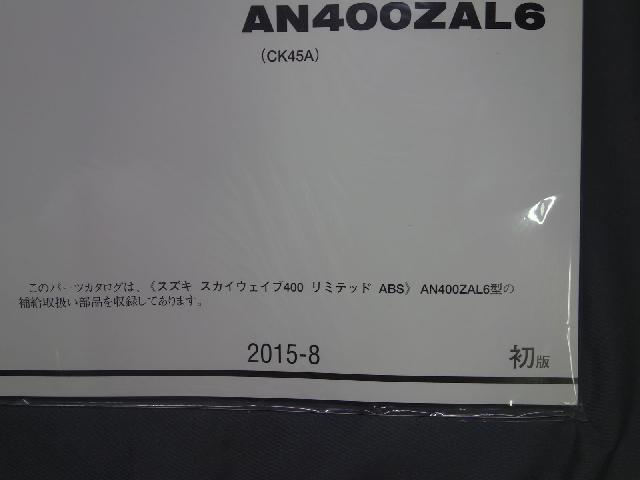 AN400ZAL6
(CK45A)
このパーツカタログは、《スズキ スカイウェイブ400 リミテッド ABS》 AN400ZAL6型の
補給取扱い部品を収録してあります。
2015-8
初版